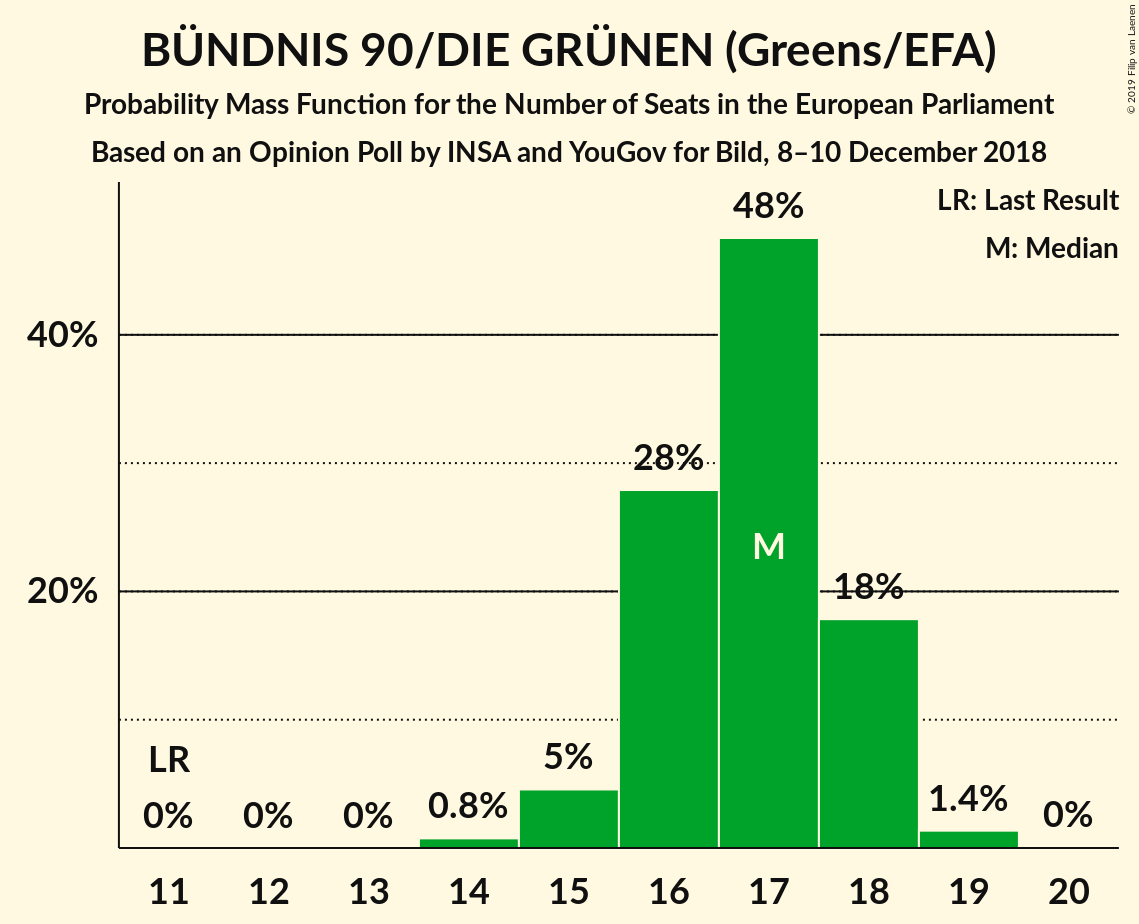 BÜNDNIS 90/DIE GRÜNEN (Greens/EFA)
Probability Mass Function for the Number of Seats in the European Parliament
Based on an Opinion Poll by INSA and YouGov for Bild, 8–10 December 2018
© 2019 Filip van Laenen
LR: Last Result
M: Median
48%
40%
28%
M
20%
18%
LR
5%
0%
0%
0%
0.8%
1.4%
0%
11 12 13 14 15 16 17 18 19 20